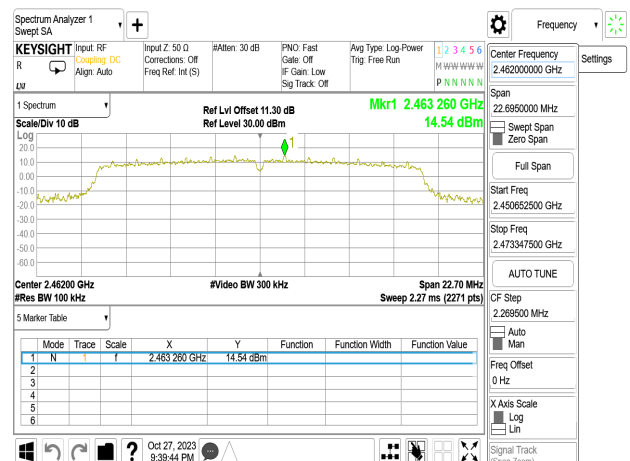 Spectrum Analyzer 1
Swept SA
Frequency
KEYSIGHT
R
Input: RF
Coupling: DC
Align: Auto
Input Z: 50 Ω
Corrections: Off
Freq Ref: Int (S)
#Atten: 30 dB
PNO: Fast
Gate: Off
IF Gain: Low
Sig Track: Off
Avg Type: Log-Power
Trig: Free Run
1 2 3 4 5 6
M W W W W W
P N N N N N
1 Spectrum
Scale/Div 10 dB
Ref Lvl Offset 11.30 dB
Ref Level 30.00 dBm
Mkr1 2.463 260 GHz
14.54 dBm
Log
20.0
10.0
0.00
-10.0
-20.0
-30.0
-40.0
-50.0
-60.0
1
Center 2.46200 GHz
#Res BW 100 kHz
#Video BW 300 kHz
Span 22.70 MHz
Sweep 2.27 ms (2271 pts)
5 Marker Table
Mode Trace Scale X Y Function Function Width Function Value
1 N 1 f 2.463 260 GHz 14.54 dBm
2
3
4
5
6
Oct 27, 2023
9:39:44 PM
Center Frequency
2.462000000 GHz
Settings
Span
22.6950000 MHz
Swept Span
Zero Span
Full Span
Start Freq
2.450652500 GHz
Stop Freq
2.473347500 GHz
AUTO TUNE
CF Step
2.269500 MHz
Auto
Man
Freq Offset
0 Hz
X Axis Scale
Log
Lin
Signal Track
(Span Zoom)